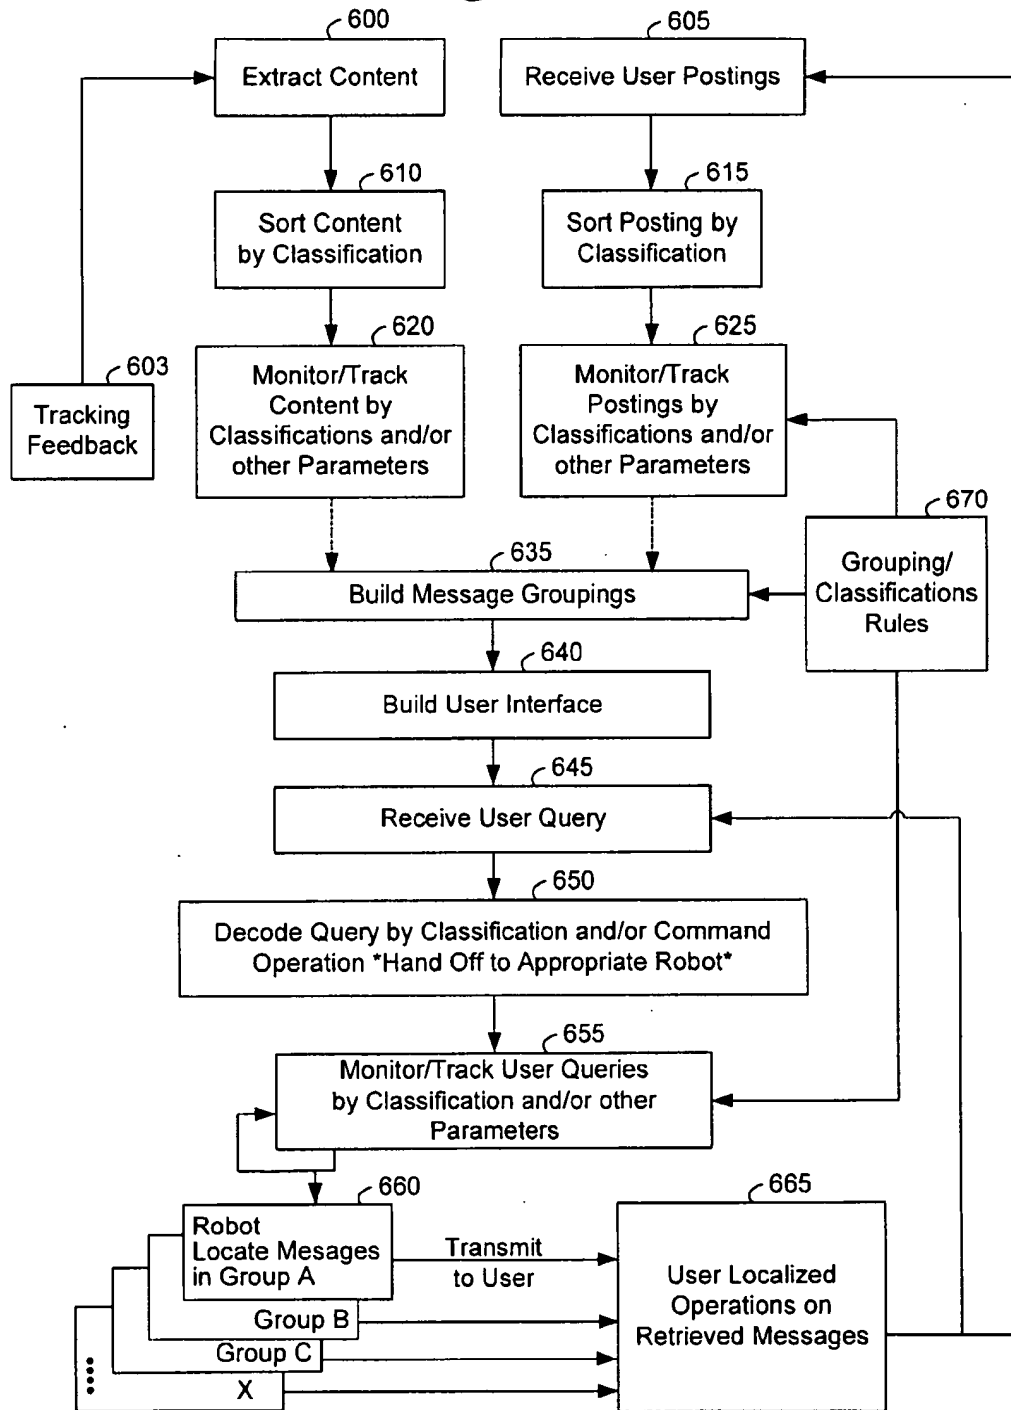 600
Extract Content
605
Receive User Postings
610
Sort Content
by Classification
615
Sort Posting by
Classification
603
Tracking
Feedback
620
Monitor/Track
Content by
Classifications and/or
other Parameters
625
Monitor/Track
Postings by
Classifications and/or
other Parameters
670
Grouping/
Classifications
Rules
635
Build Message Groupings
640
Build User Interface
645
Receive User Query
650
Decode Query by Classification and/or Command
Operation *Hand Off to Appropriate Robot*
655
Monitor/Track User Queries
by Classification and/or other
Parameters
660
Robot
Locate Mesages
in Group A
Group B
Group C
X
Transmit
to User
665
User Localized
Operations on
Retrieved Messages